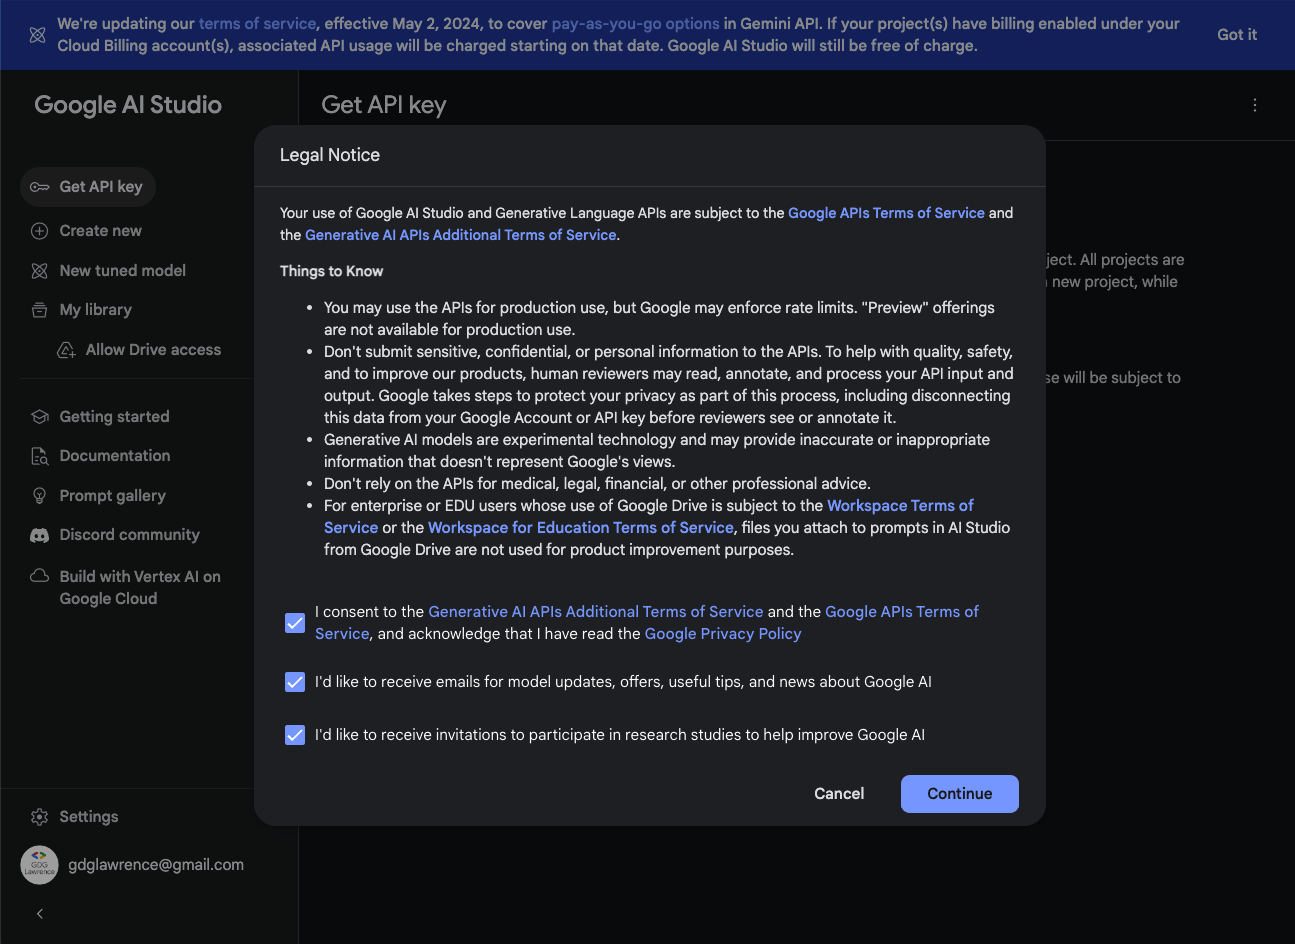 We're updating our terms of service, effective May 2, 2024, to cover pay-as-you-go options in Gemini API. If your project(s) have billing enabled under your
Cloud Billing account(s), associated API usage will be charged starting on that date. Google AI Studio will still be free of charge.
Got it
Google AI Studio
Get API key
Get API key
Create new
New tuned model
My library
Allow Drive access
Getting started
Documentation
Prompt gallery
Discord community
Build with Vertex AI on
Google Cloud
Settings
GDG
Lawrence
gdglawrence@gmail.com
ject. All projects are
new project, while
se will be subject to
Legal Notice
Your use of Google AI Studio and Generative Language APIs are subject to the Google APIs Terms of Service and
the Generative AI APIs Additional Terms of Service.
Things to Know
• You may use the APIs for production use, but Google may enforce rate limits. "Preview" offerings
are not available for production use.
• Don't submit sensitive, confidential, or personal information to the APIs. To help with quality, safety,
and to improve our products, human reviewers may read, annotate, and process your API input and
output. Google takes steps to protect your privacy as part of this process, including disconnecting
this data from your Google Account or API key before reviewers see or annotate it.
• Generative AI models are experimental technology and may provide inaccurate or inappropriate
information that doesn't represent Google's views.
• Don't rely on the APIs for medical, legal, financial, or other professional advice.
• For enterprise or EDU users whose use of Google Drive is subject to the Workspace Terms of
Service or the Workspace for Education Terms of Service, files you attach to prompts in AI Studio
from Google Drive are not used for product improvement purposes.
I consent to the Generative AI APIs Additional Terms of Service and the Google APIs Terms of
Service, and acknowledge that I have read the Google Privacy Policy
I'd like to receive emails for model updates, offers, useful tips, and news about Google AI
I'd like to receive invitations to participate in research studies to help improve Google AI
Cancel
Continue